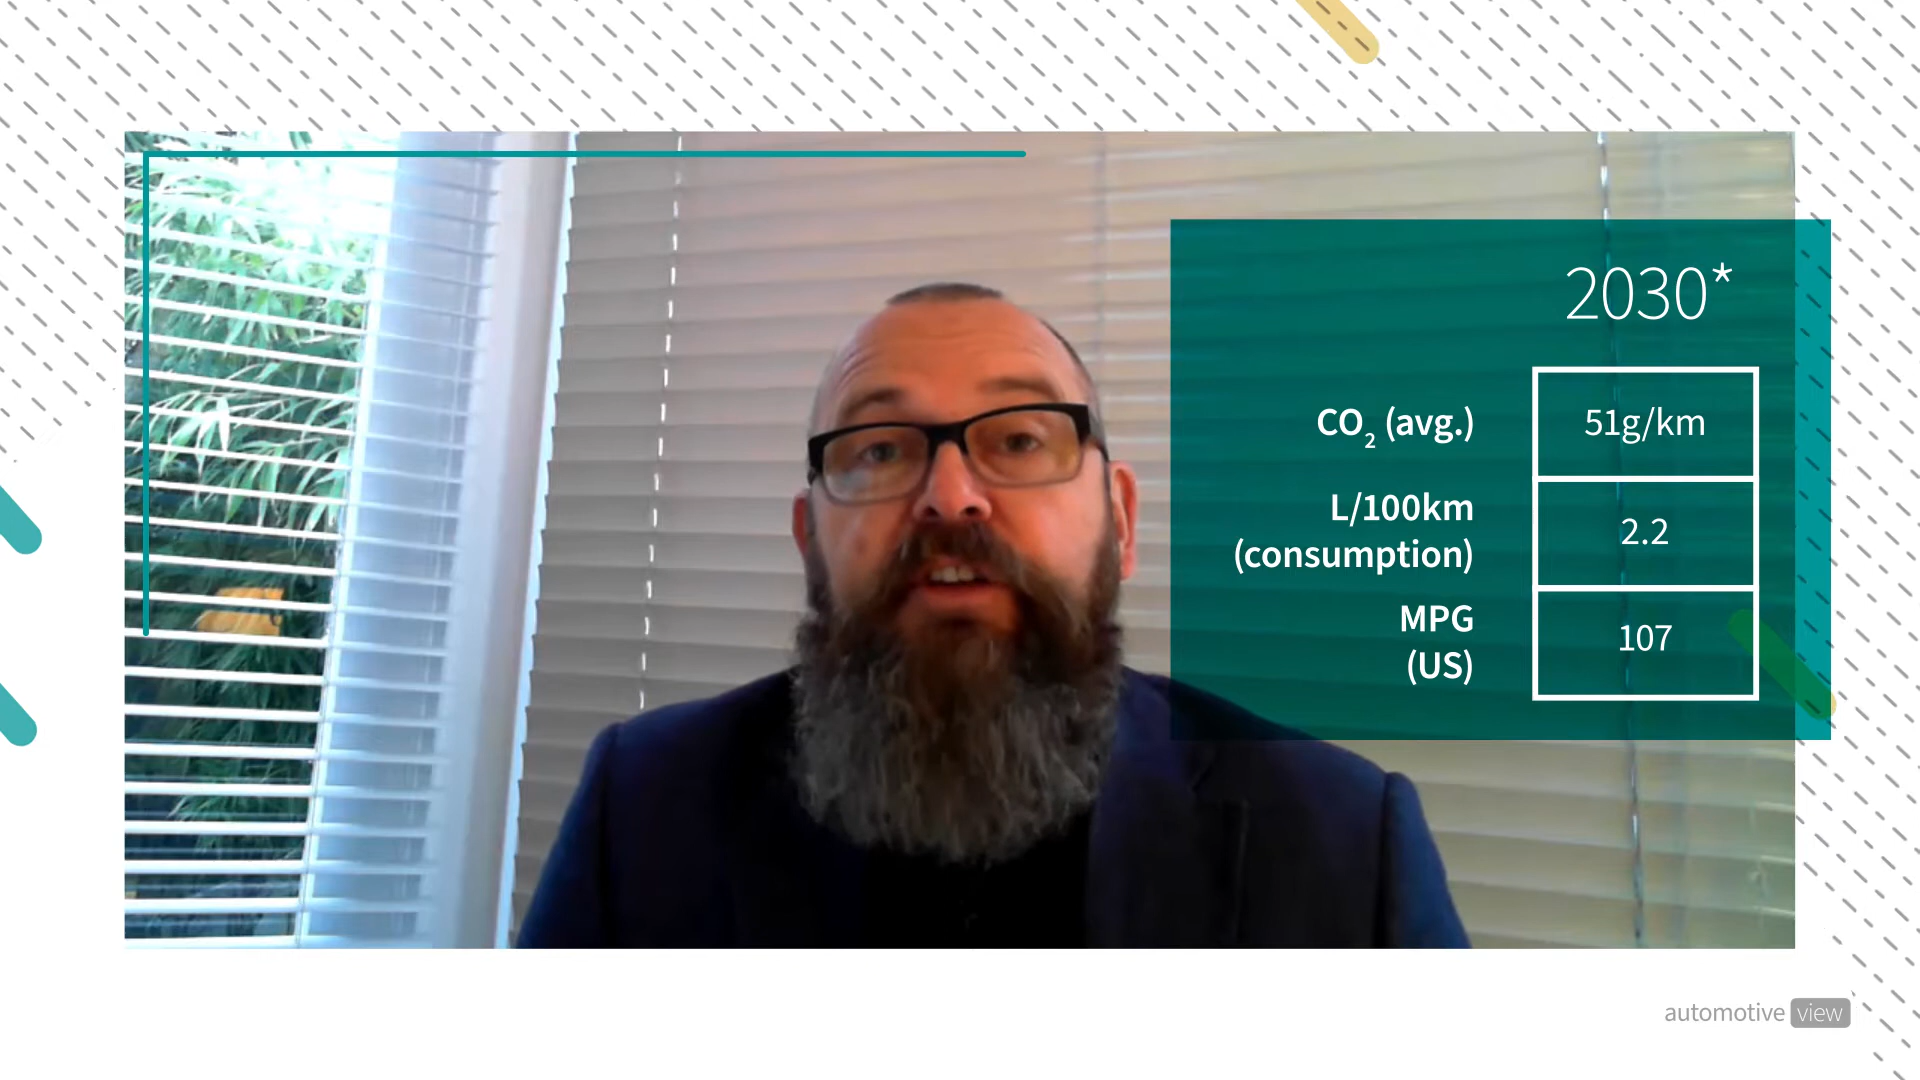 2030*
CO₂ (avg.)
51g/km
L/100km
(consumption)
2.2
MPG
(US)
107
automotive view